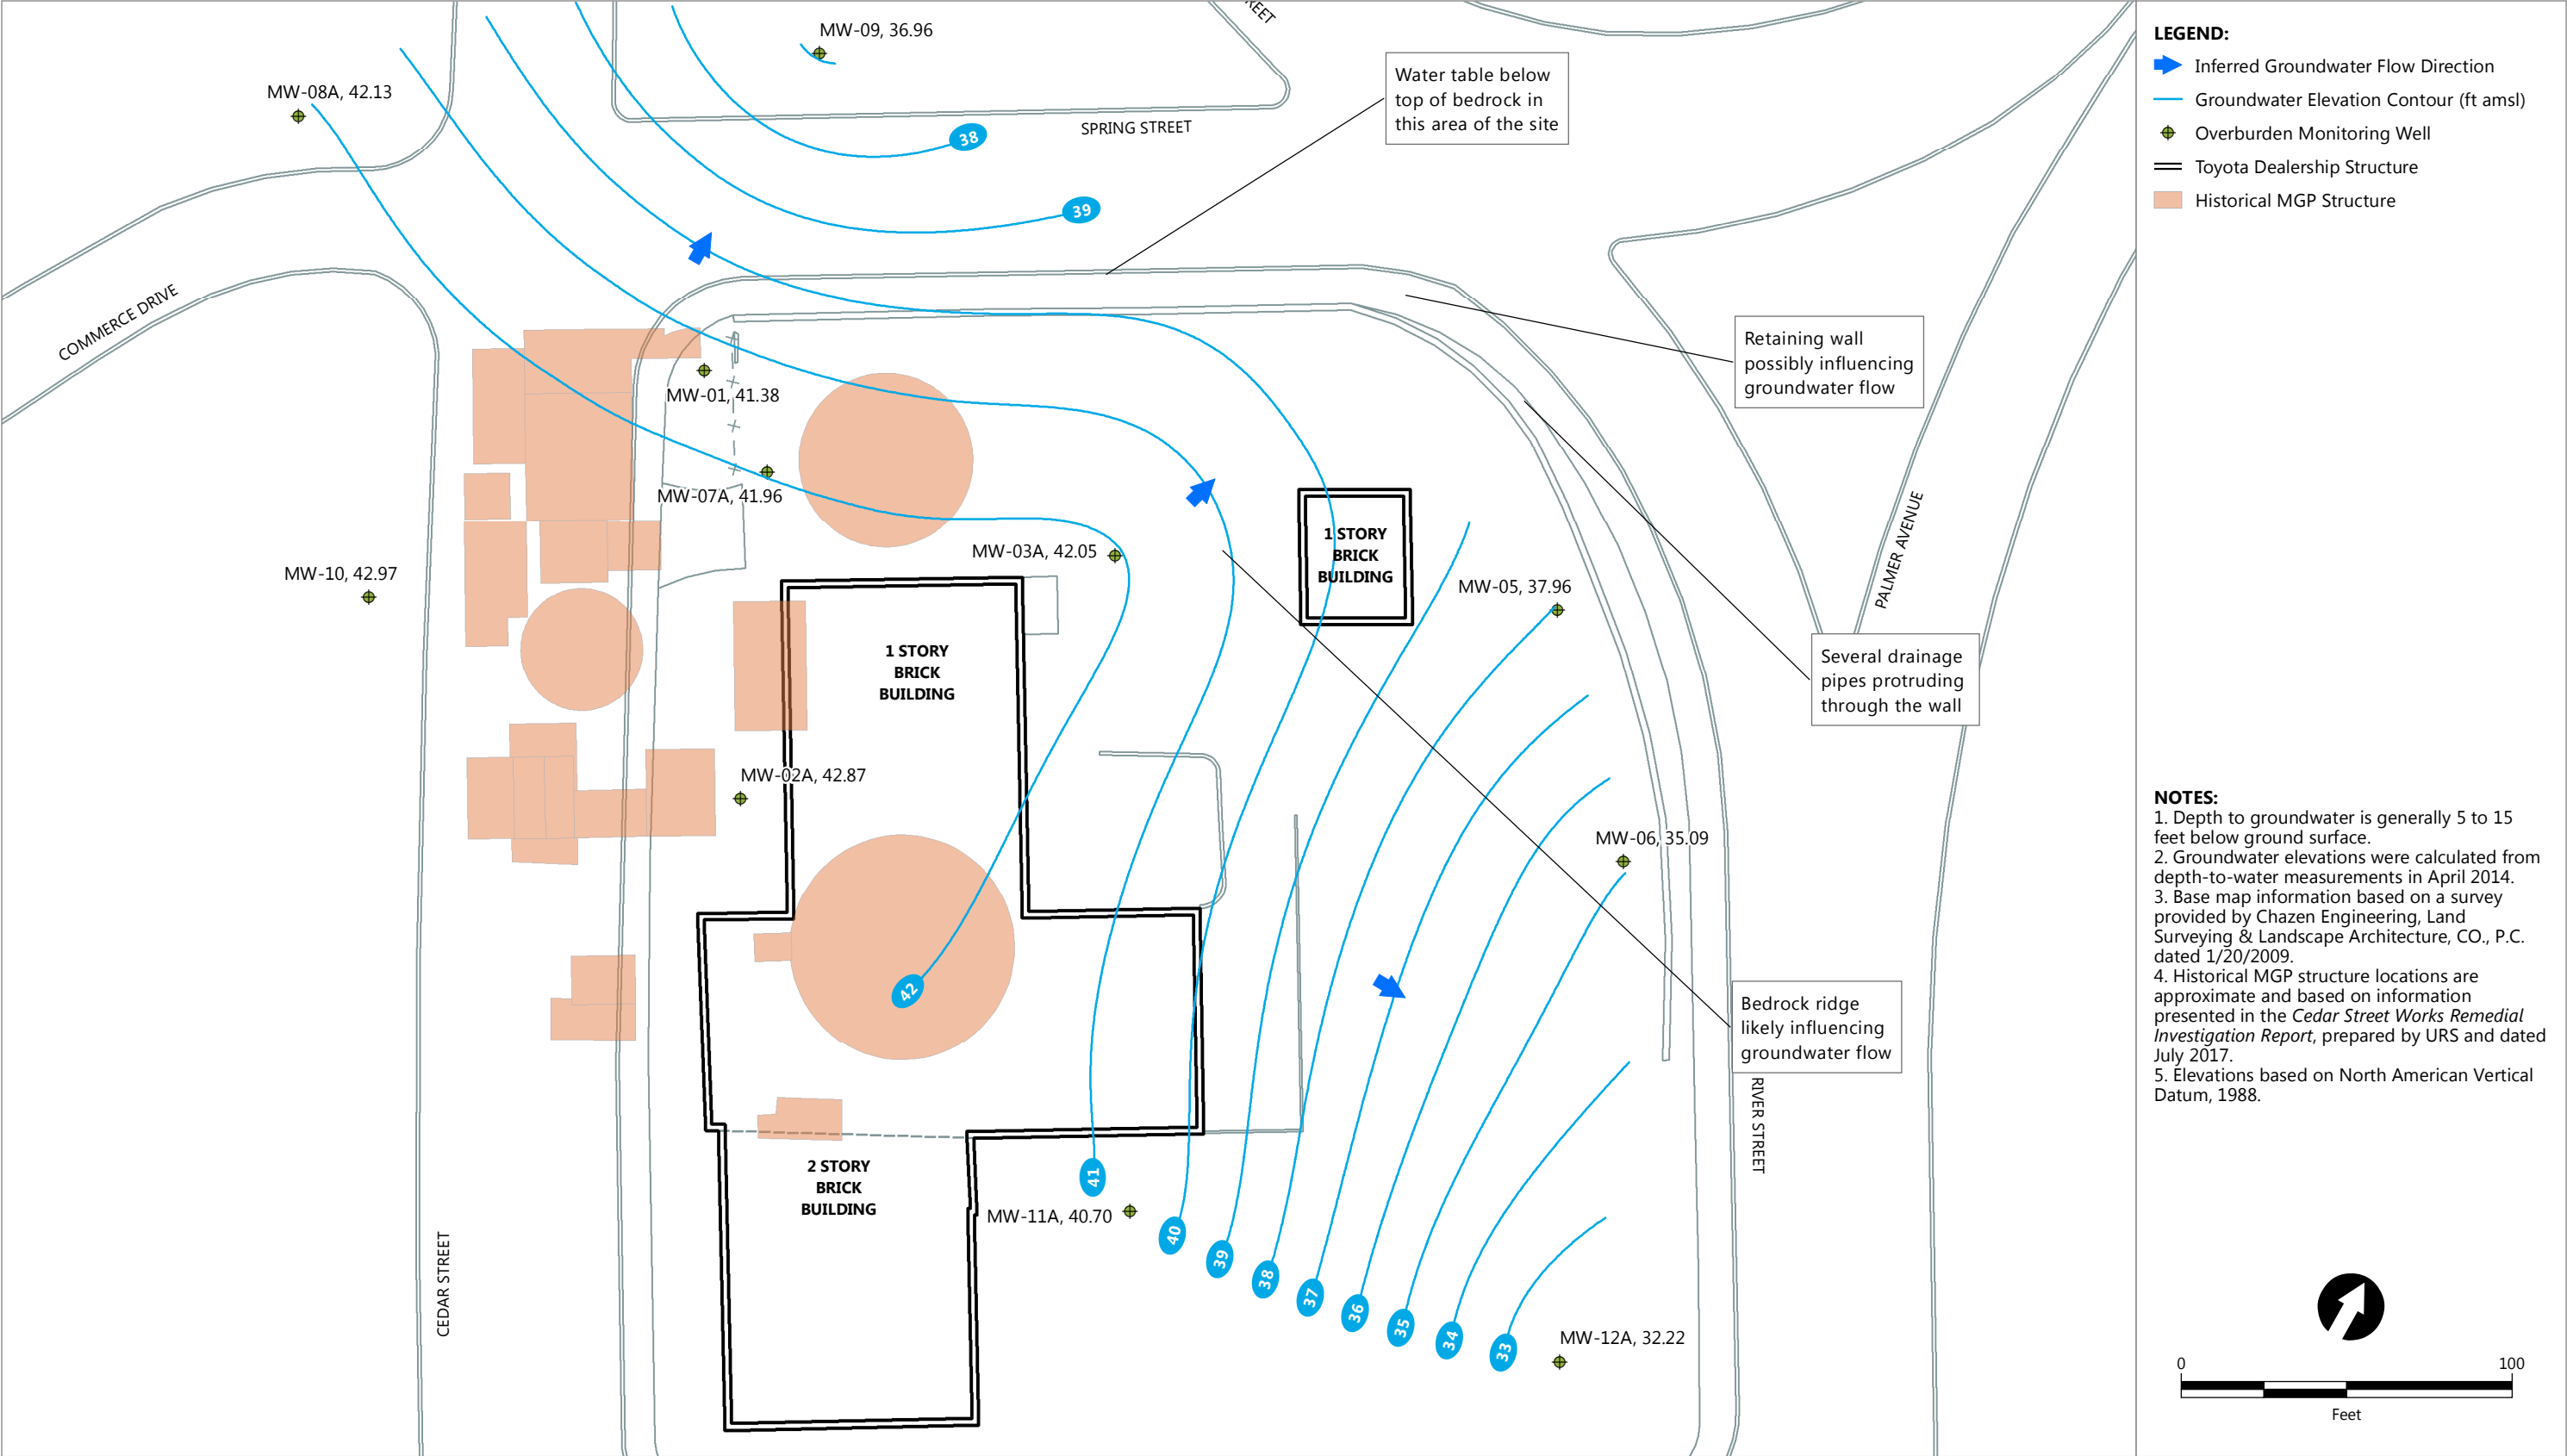 REET
MW-09, 36.96
MW-08A, 42.13
38
SPRING STREET
Water table below
top of bedrock in
this area of the site
39
COMMERCE DRIVE
Retaining wall
possibly influencing
groundwater flow
MW-01, 41.38
MW-07A, 41.96
MW-03A, 42.05
1 STORY
BRICK
BUILDING
MW-05, 37.96
PALMER AVENUE
MW-10, 42.97
1 STORY
BRICK
BUILDING
Several drainage
pipes protruding
through the wall
MW-02A, 42.87
MW-06, 35.09
42
Bedrock ridge
likely influencing
groundwater flow
RIVER STREET
2 STORY
BRICK
BUILDING
41
MW-11A, 40.70
40
39
38
37
36
35
34
33
CEDAR STREET
MW-12A, 32.22
LEGEND:
Inferred Groundwater Flow Direction
Groundwater Elevation Contour (ft amsl)
Overburden Monitoring Well
Toyota Dealership Structure
Historical MGP Structure
NOTES:
1. Depth to groundwater is generally 5 to 15
feet below ground surface.
2. Groundwater elevations were calculated from
depth-to-water measurements in April 2014.
3. Base map information based on a survey
provided by Chazen Engineering, Land
Surveying & Landscape Architecture, CO., P.C.
dated 1/20/2009.
4. Historical MGP structure locations are
approximate and based on information
presented in the Cedar Street Works Remedial
Investigation Report, prepared by URS and dated
July 2017.
5. Elevations based on North American Vertical
Datum, 1988.
0 100
Feet